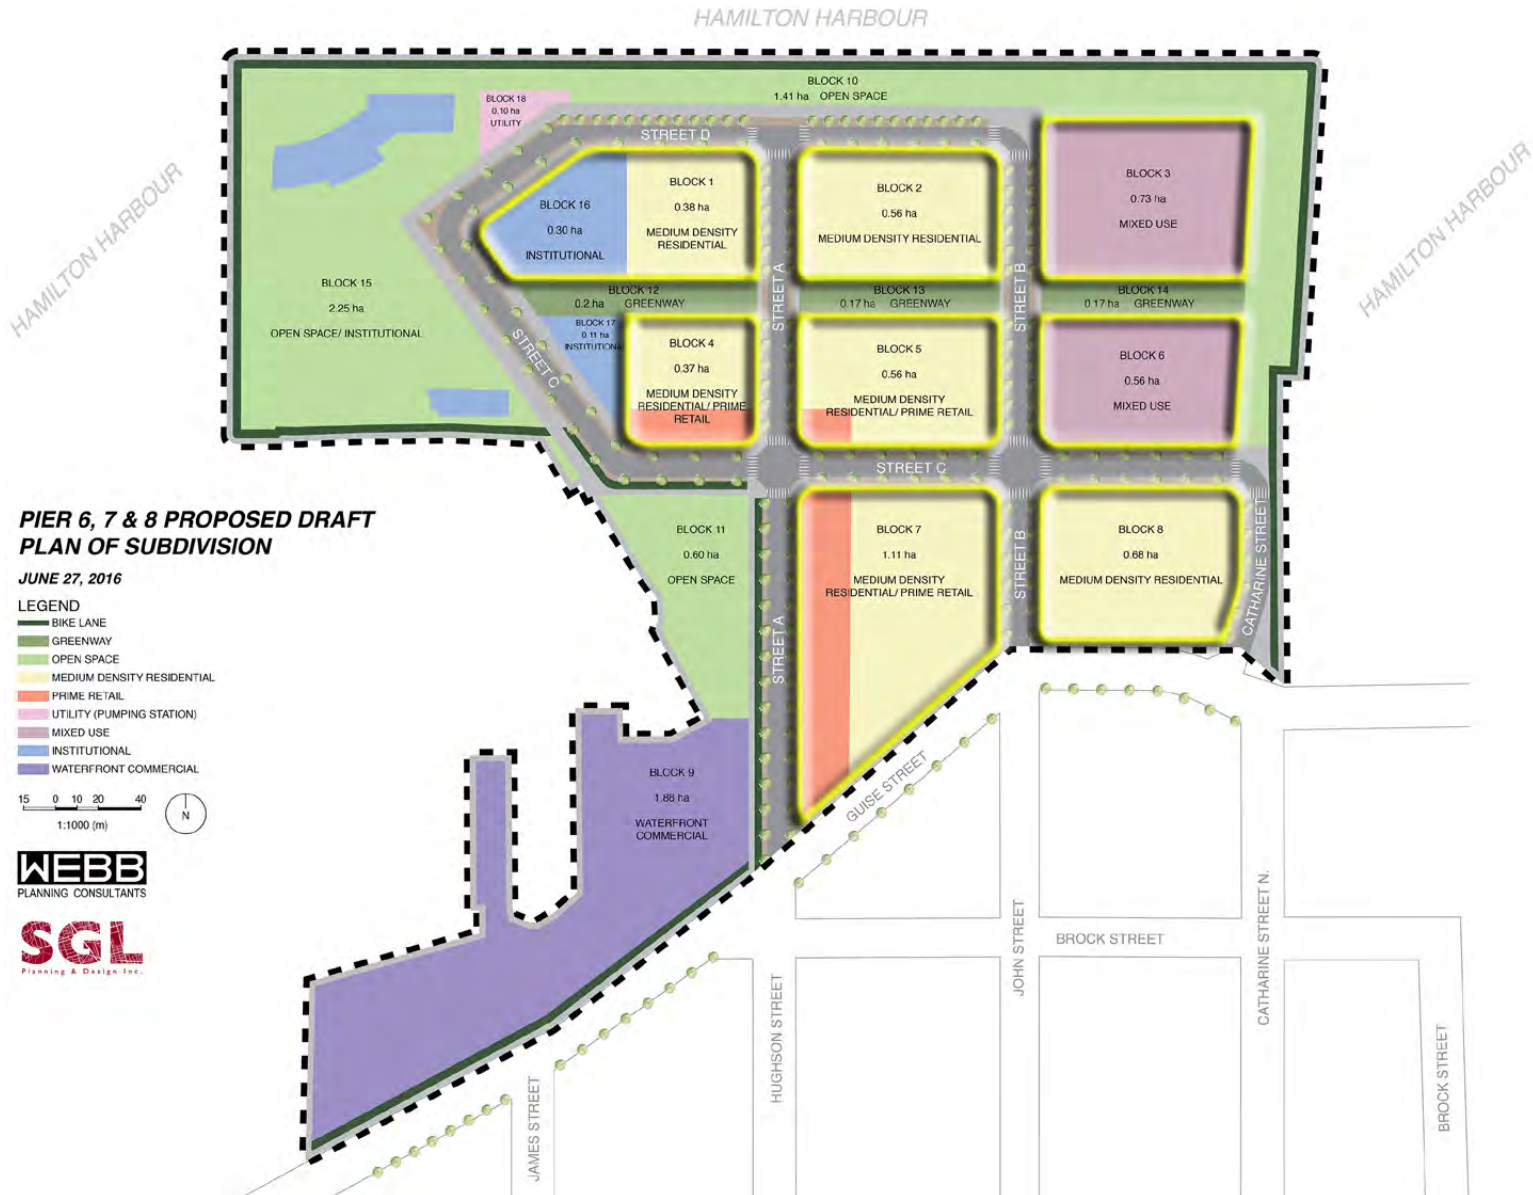 HAMILTON HARBOUR
HAMILTON HARBOUR
HAMILTON HARBOUR
BLOCK 10
1.41 ha OPEN SPACE
BLOCK 18
0.10 ha
UTILITY
STREET D
BLOCK 16
0.30 ha
INSTITUTIONAL
BLOCK 1
0.38 ha
MEDIUM DENSITY
RESIDENTIAL
BLOCK 2
0.56 ha
MEDIUM DENSITY RESIDENTIAL
BLOCK 3
0.73 ha
MIXED USE
STREET A
STREET B
BLOCK 15
2.25 ha
OPEN SPACE/ INSTITUTIONAL
BLOCK 12
0.2 ha GREENWAY
BLOCK 13
0.17 ha GREENWAY
BLOCK 14
0.17 ha GREENWAY
STREET C
BLOCK 17
0.11 ha
INSTITUTIONA
BLOCK 4
0.37 ha
MEDIUM DENSITY
RESIDENTIAL/ PRIME
RETAIL
BLOCK 5
0.56 ha
MEDIUM DENSITY
RESIDENTIAL/ PRIME RETAIL
BLOCK 6
0.56 ha
MIXED USE
STREET C
BLOCK 11
0.60 ha
OPEN SPACE
STREET A
BLOCK 7
1.11 ha
MEDIUM DENSITY
RESIDENTIAL/ PRIME RETAIL
STREET B
BLOCK 8
0.68 ha
MEDIUM DENSITY RESIDENTIAL
CATHARINE STREET
PIER 6, 7 & 8 PROPOSED DRAFT
PLAN OF SUBDIVISION
JUNE 27, 2016
LEGEND
BIKE LANE
GREENWAY
OPEN SPACE
MEDIUM DENSITY RESIDENTIAL
PRIME RETAIL
UTILITY (PUMPING STATION)
MIXED USE
INSTITUTIONAL
WATERFRONT COMMERCIAL
15 0 10 20 40
1:1000 (m)
N
WEBB
PLANNING CONSULTANTS
SGL
Planning & Design Inc.
BLOCK 9
1.88 ha
WATERFRONT
COMMERCIAL
GUISE STREET
BROCK STREET
JAMES STREET
HUGHSON STREET
JOHN STREET
CATHARINE STREET N.
BROCK STREET